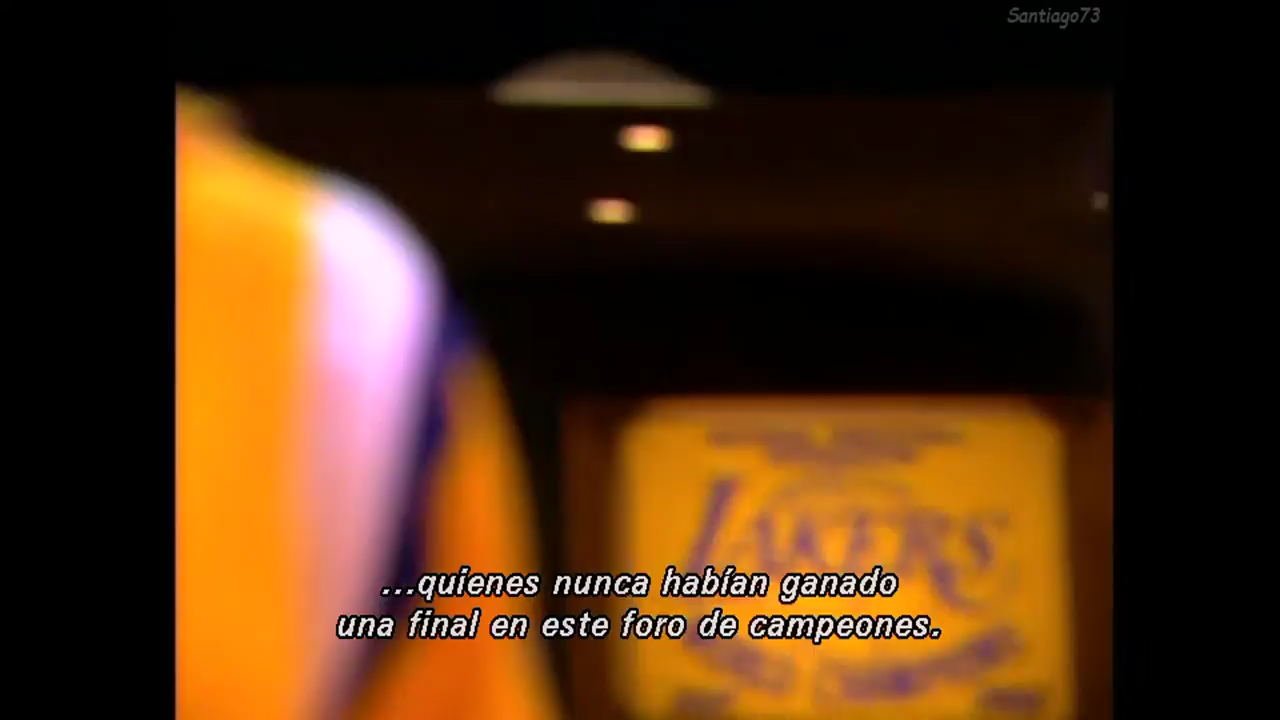 Santiago73
LAKERS
...quienes nunca habían ganado
una final en este foro de campeones.